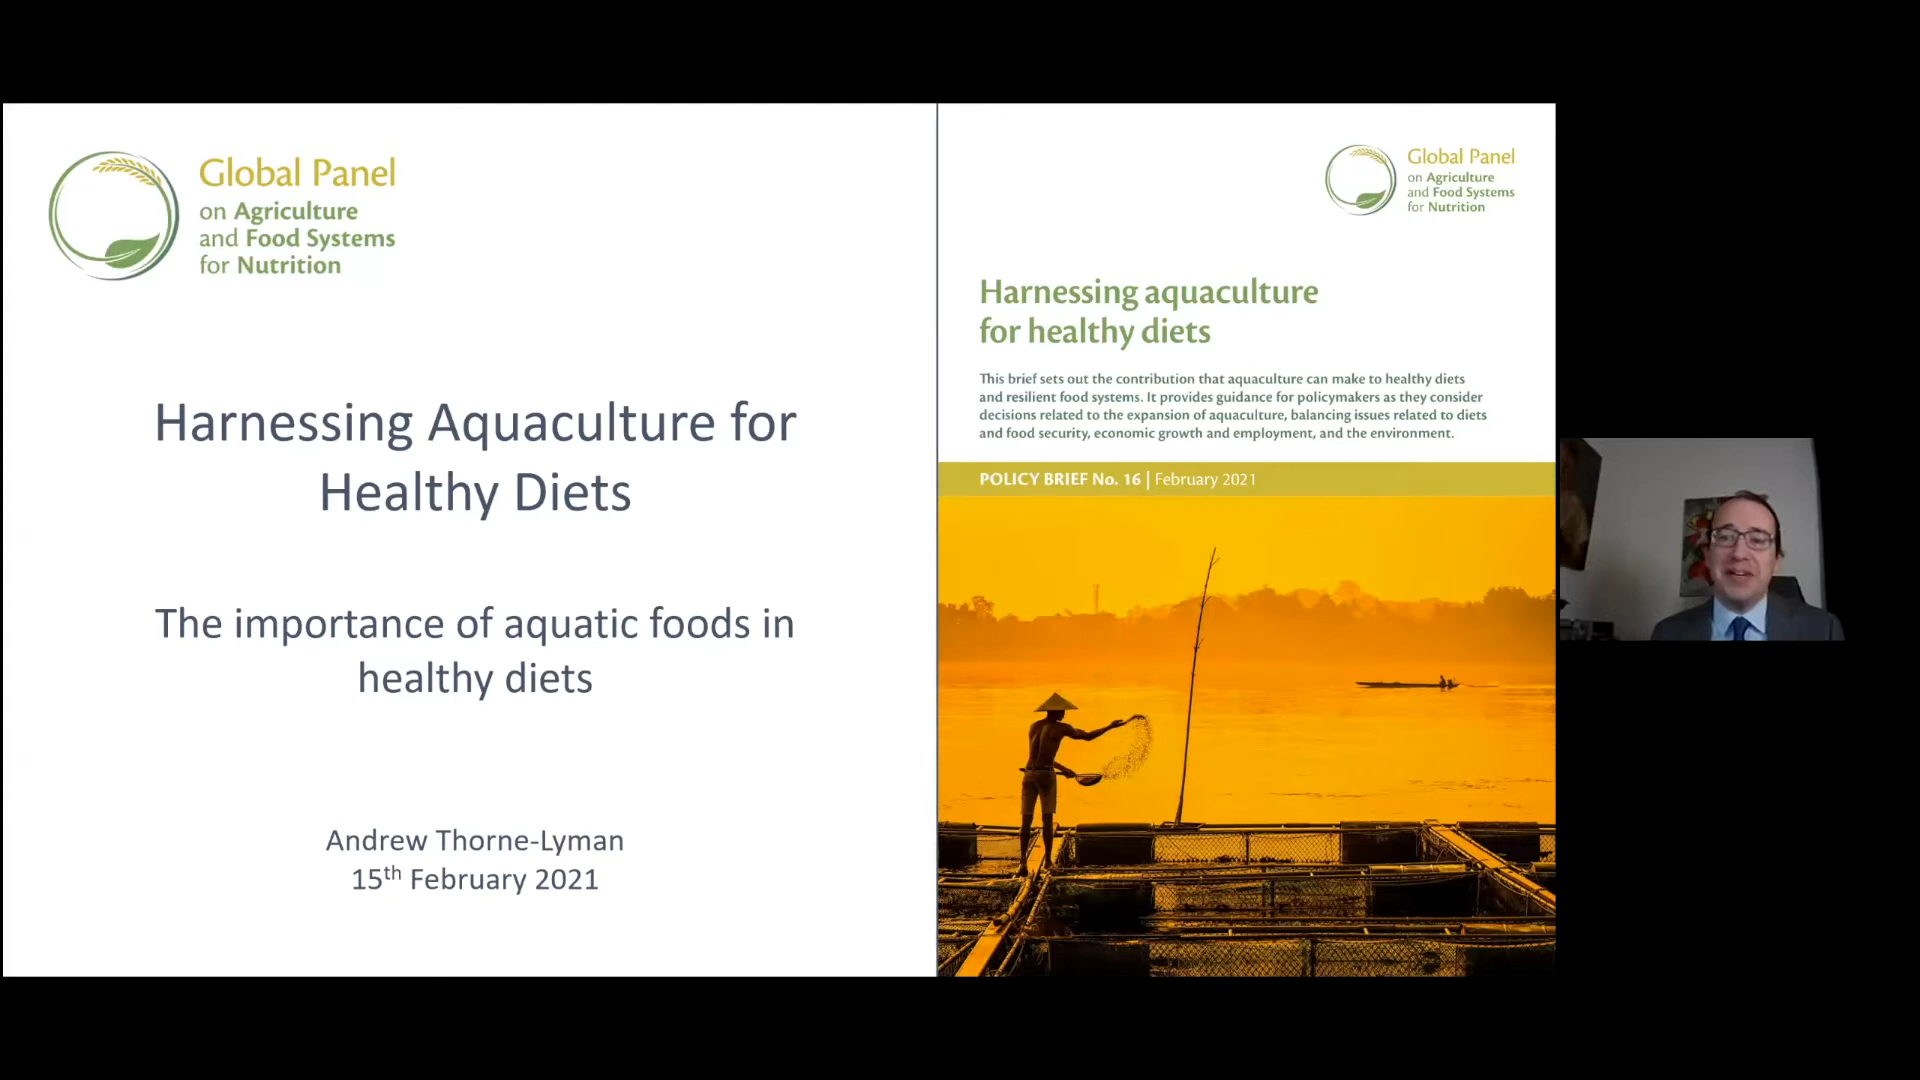 Global Panel
on Agriculture
and Food Systems
for Nutrition
Harnessing Aquaculture for
Healthy Diets
The importance of aquatic foods in
healthy diets
Andrew Thorne-Lyman
15th February 2021
Global Panel
on Agriculture
and Food Systems
for Nutrition
Harnessing aquaculture
for healthy diets
This brief sets out the contribution that aquaculture can make to healthy diets
and resilient food systems. It provides guidance for policymakers as they consider
decisions related to the expansion of aquaculture, balancing issues related to diets
and food security, economic growth and employment, and the environment.
POLICY BRIEF No. 16 | February 2021